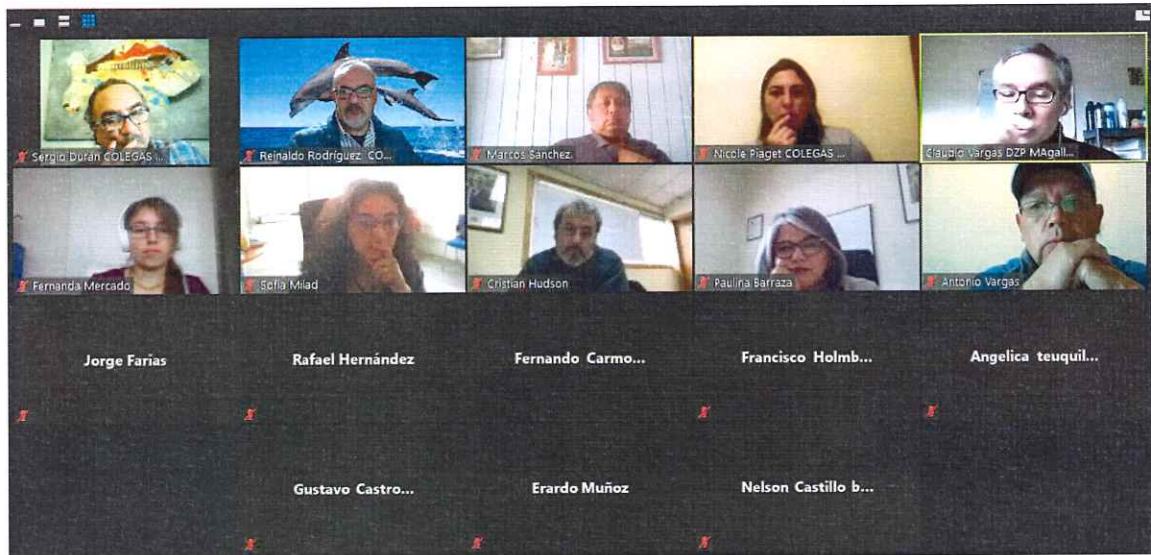 Sergio Durán COLEGAS ...
Reinaldo Rodríguez CO...
Marcos Sanchez
Nicole Piaget COLEGAS ...
Claudio Vargas DZP MAgall...
Fernanda Mercado
Sofía Milad
Cristian Hudson
Paulina Barraza
Antonio Vargas
Jorge Farias
Rafael Hernández
Fernando Carmo...
Francisco Holmb...
Angelica teuquil...
Gustavo Castro...
Erardo Muñoz
Nelson Castillo b...